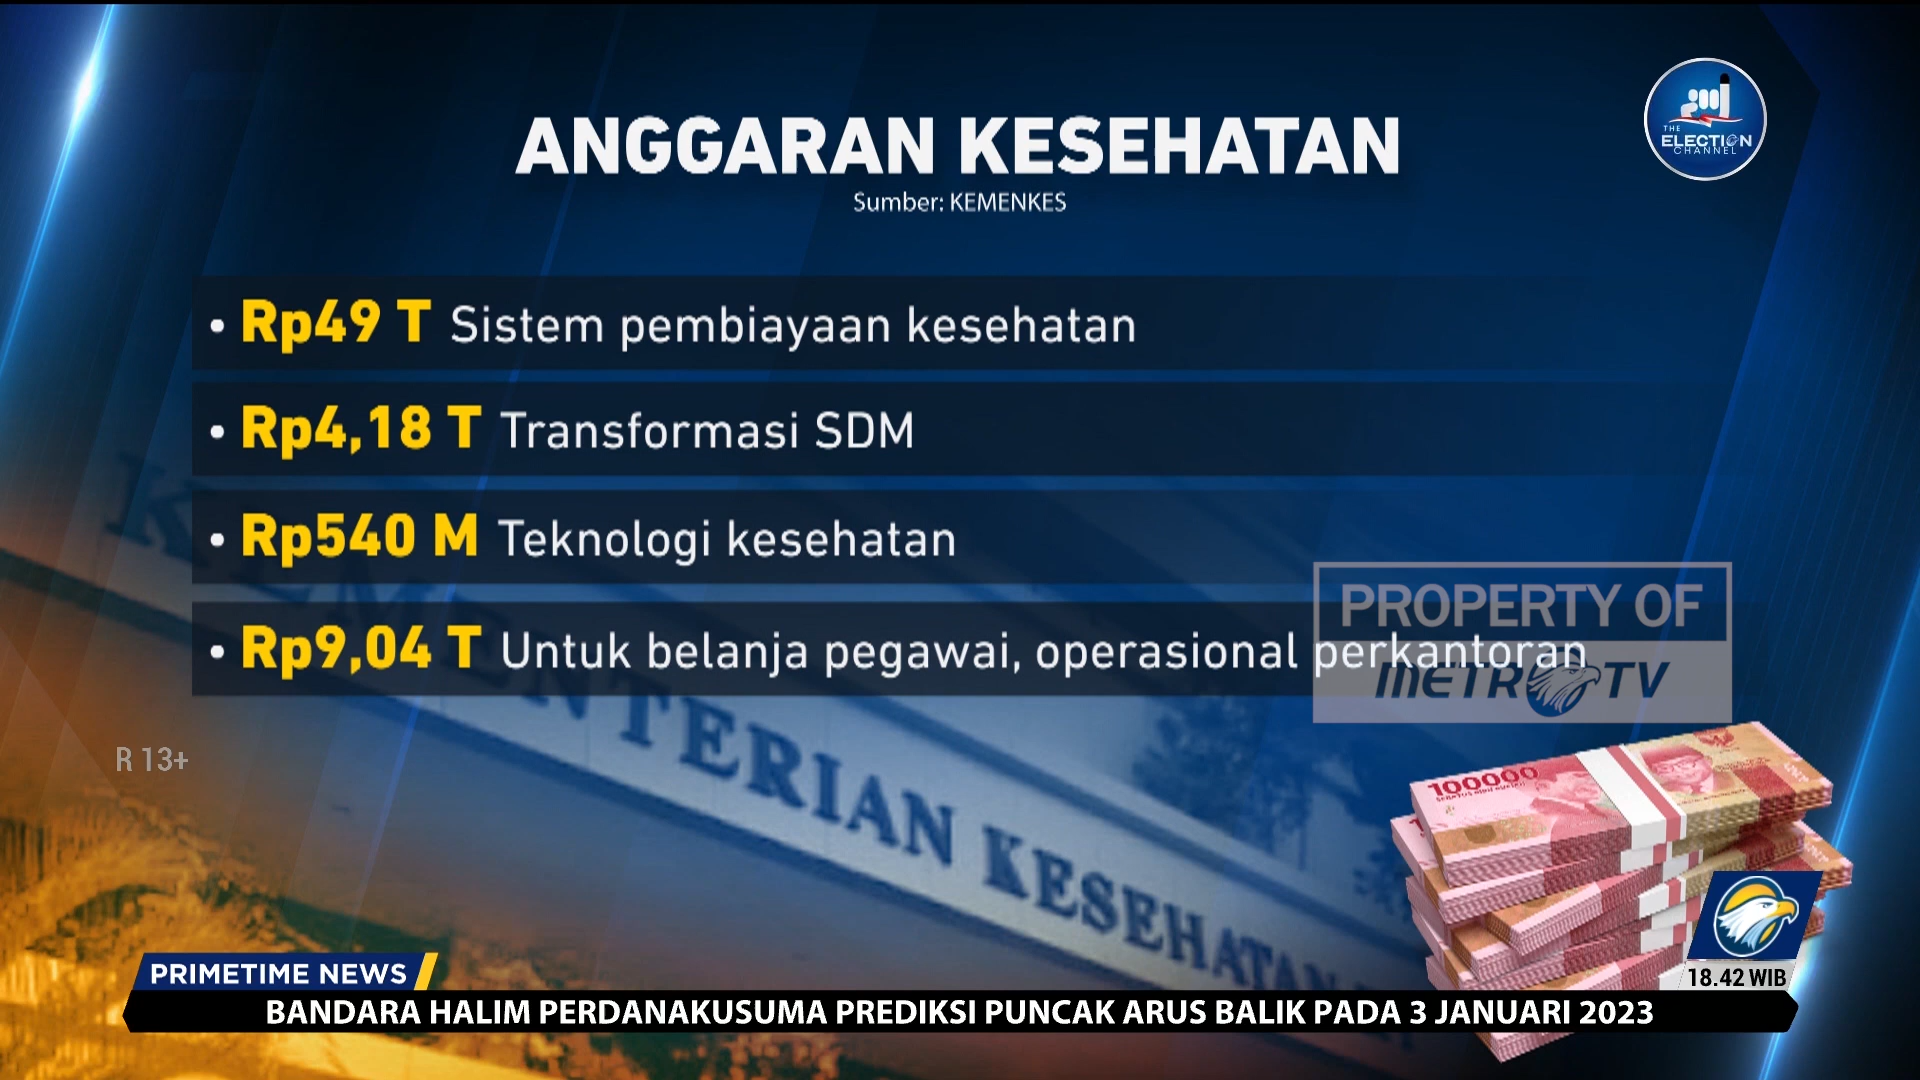 ANGGARAN KESEHATAN
Sumber: KEMENKES
THE
ELECTION
CHANNEL
• Rp49 T Sistem pembiayaan kesehatan
• Rp4,18 T Transformasi SDM
• Rp540 M Teknologi kesehatan
• Rp9,04 T Untuk belanja pegawai, operasional perkantoran
PROPERTY OF
METRO TV
KEMENTERIAN KESEHATAN
R 13+
100000
PRIMETIME NEWS
18.42 WIB
BANDARA HALIM PERDANAKUSUMA PREDIKSI PUNCAK ARUS BALIK PADA 3 JANUARI 2023